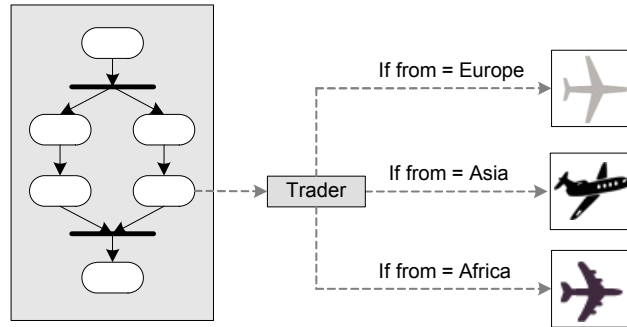 If from = Europe
Trader
If from = Asia
If from = Africa